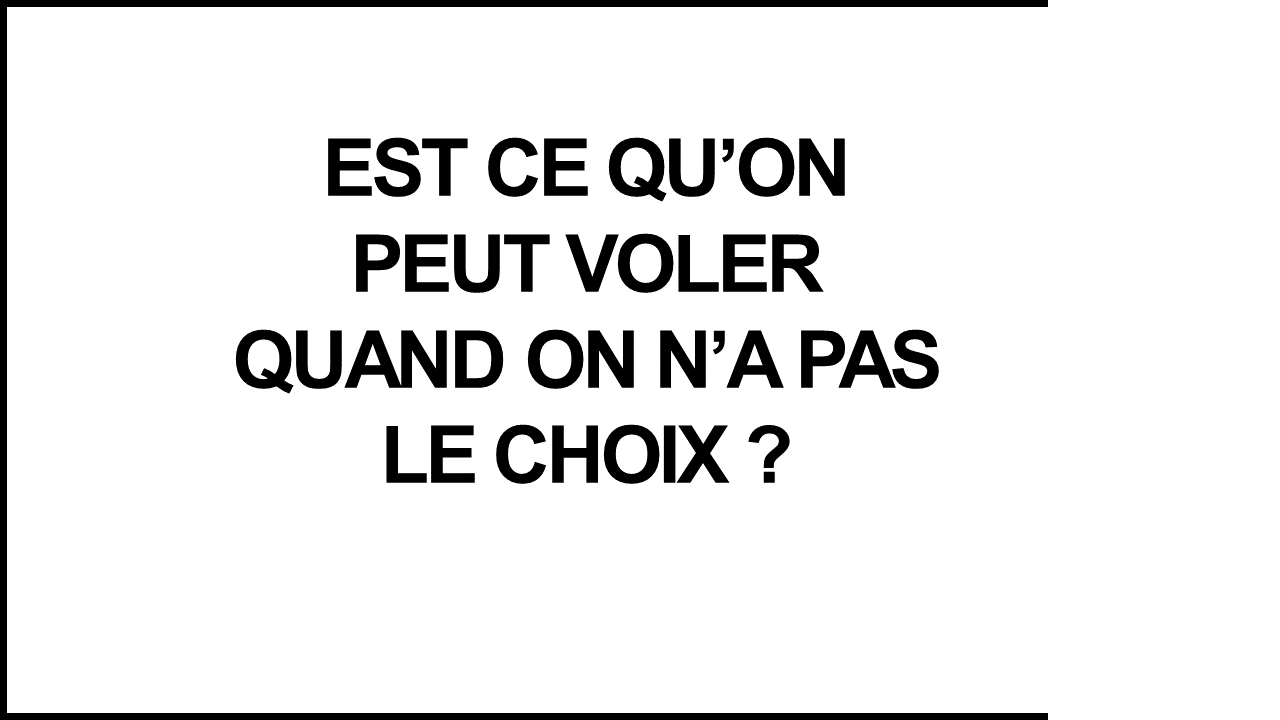 EST CE QU’ON
PEUT VOLER
QUAND ON N’A PAS
LE CHOIX ?